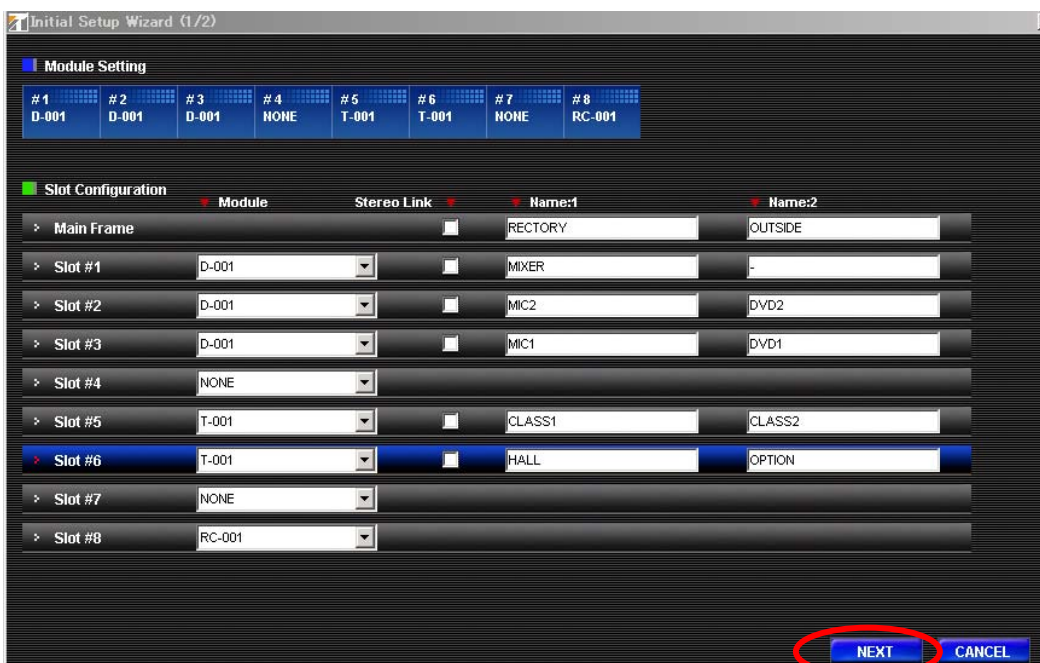 Initial Setup Wizard (1/2)
Module Setting
#1 #2 #3 #4 #5 #6 #7 #8
D-001 D-001 D-001 NONE T-001 T-001 NONE RC-001
Slot Configuration
Module Stereo Link Name:1 Name:2
Main Frame RECTORY OUTSIDE
Slot #1 D-001 MIXER -
Slot #2 D-001 MIC2 DVD2
Slot #3 D-001 MIC1 DVD1
Slot #4 NONE
Slot #5 T-001 CLASS1 CLASS2
Slot #6 T-001 HALL OPTION
Slot #7 NONE
Slot #8 RC-001
NEXT CANCEL